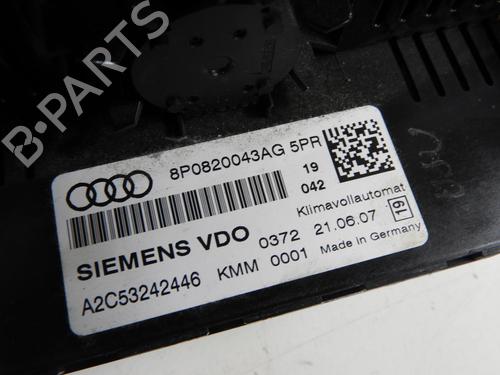 8P0820043AG 5PR
19
042
Klimavollautomat
SIEMENS VDO 0372 21.06.07 19
A2C53242446 KMM 0001 Made in Germany
B-PARTS